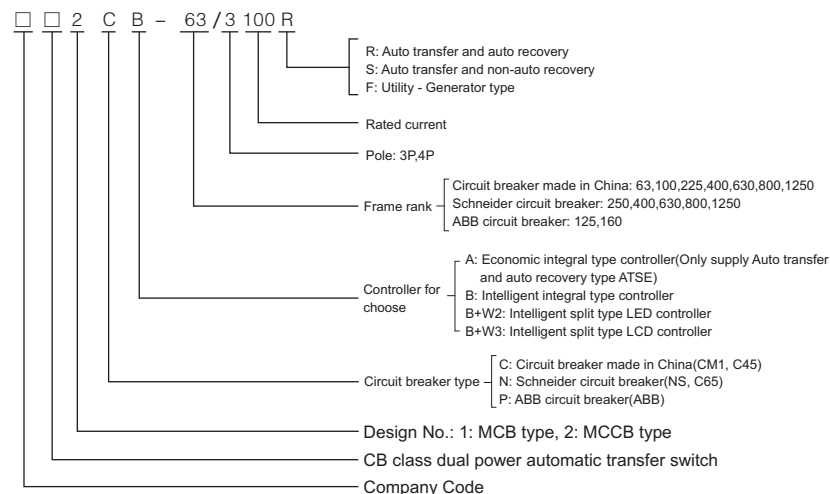 □ □ 2 C B - 63 / 3 100 R
R: Auto transfer and auto recovery
S: Auto transfer and non-auto recovery
F: Utility - Generator type
Rated current
Pole: 3P,4P
Frame rank
Circuit breaker made in China: 63,100,225,400,630,800,1250
Schneider circuit breaker: 250,400,630,800,1250
ABB circuit breaker: 125,160
Controller for
choose
A: Economic integral type controller(Only supply Auto transfer
and auto recovery type ATSE)
B: Intelligent integral type controller
B+W2: Intelligent split type LED controller
B+W3: Intelligent split type LCD controller
Circuit breaker type
C: Circuit breaker made in China(CM1, C45)
N: Schneider circuit breaker(NS, C65)
P: ABB circuit breaker(ABB)
Design No.: 1: MCB type, 2: MCCB type
CB class dual power automatic transfer switch
Company Code